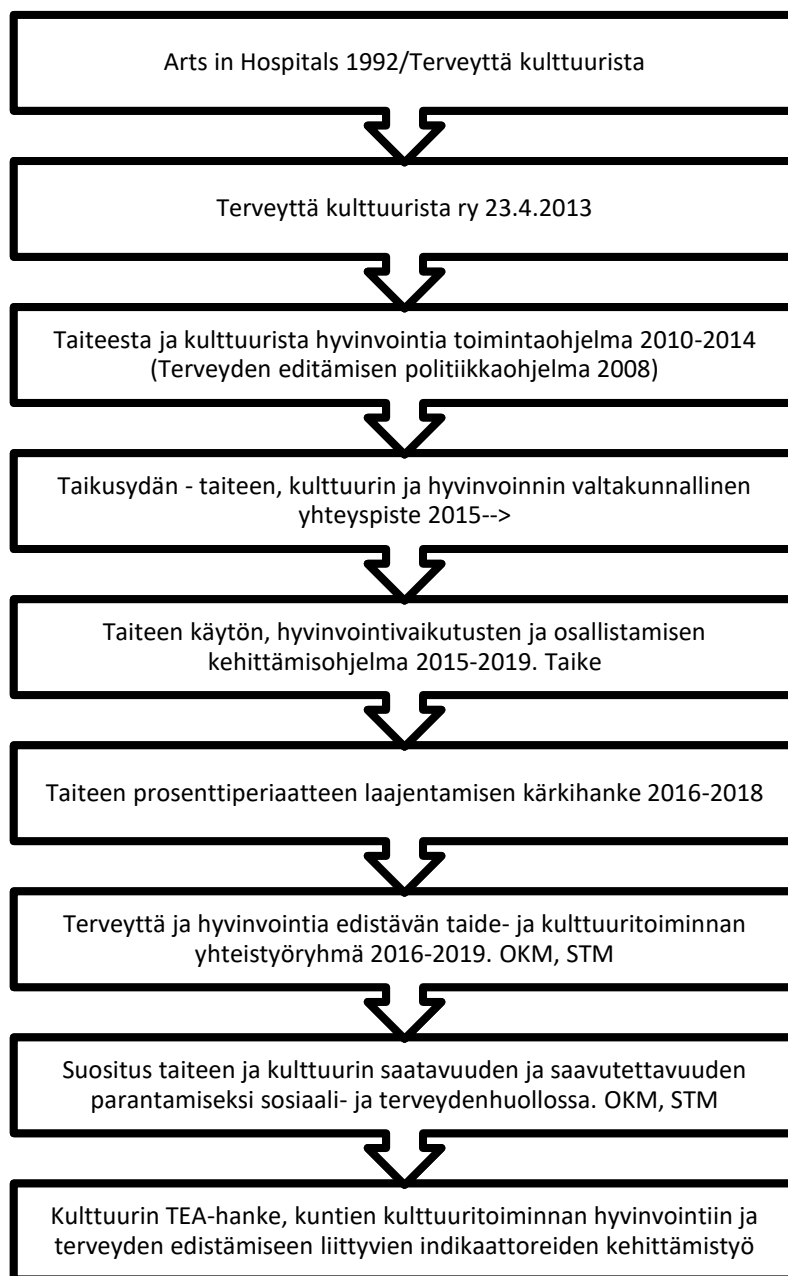 Arts in Hospitals 1992/Terveyttä kulttuurista
Terveyttä kulttuurista ry 23.4.2013
Taiteesta ja kulttuurista hyvinvointia toimintaohjelma 2010-2014
(Terveyden editämisen politiikkaohjelma 2008)
Taikusydän - taiteen, kulttuurin ja hyvinvoinnin valtakunnallinen
yhteyspiste 2015-->
Taiteen käytön, hyvinvointivaikutusten ja osallistamisen
kehittämisohjelma 2015-2019. Taike
Taiteen prosenttiperiaatteen laajentamisen kärkihanke 2016-2018
Terveyttä ja hyvinvointia edistävän taide- ja kulttuuritoiminnan
yhteistyöryhmä 2016-2019. OKM, STM
Suositus taiteen ja kulttuurin saatavuuden ja saavutettavuuden
parantamiseksi sosiaali- ja terveydenhuollossa. OKM, STM
Kulttuurin TEA-hanke, kuntien kulttuuritoiminnan hyvinvointiin ja
terveyden edistämiseen liittyvien indikaattoreiden kehittämistyö